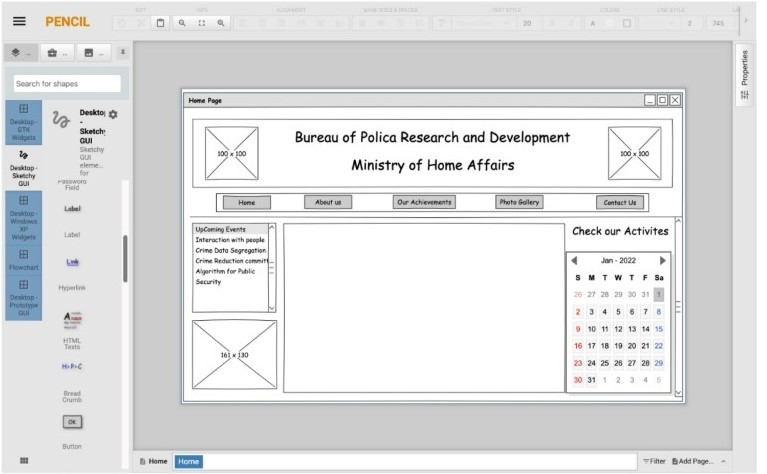 EDIT
ALIGNMENT
TEXT STYLE
COLORS
LINE STYLE
PENCIL
20
A
2
745
Search for shapes
Properties
Desktop - GTK Widgets
Desktop - Sketchy GUI
Desktop - Windows XP Widgets
Flowchart
Desktop - Prototype GUI
Desktop
-
Sketchy
GUI
Sketchy
GUI
eleme...
for
Password
Field
Label
Label
Link
Hyperlink
HTML
Texts
Bread
Crumb
OK
Button
Home Page
100 x 100
Bureau of Polica Research and Development
Ministry of Home Affairs
100 x 100
Home
About us
Our Achievements
Photo Gallery
Contact Us
UpComing Events
Interaction with people
Crime Data Segregation
Crime Reduction committ
Algorithm for Public
Security
161 x 130
Check our Activites
Jan - 2022
S M T W T F Sa
26 27 28 29 30 31 1
2 3 4 5 6 7 8
9 10 11 12 13 14 15
16 17 18 19 20 21 22
23 24 25 26 27 28 29
30 31 1 2 3 4 5
Home
Home
Filter
Add Page...